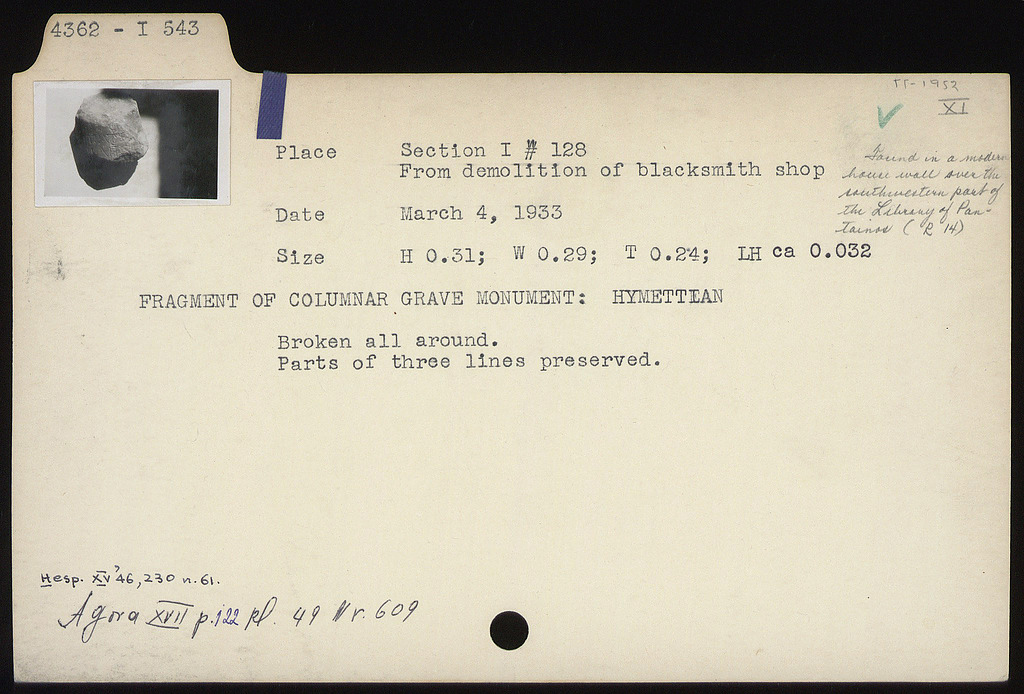 4362 - I 543
1952
XI
Place Section I # 128
From demolition of blacksmith shop
Found in a modern
house wall over the
southwestern part of
the Library of Pan-
tainos (R 14)
Date March 4, 1933
Size H 0.31; W 0.29; T 0.24; LH ca 0.032
FRAGMENT OF COLUMNAR GRAVE MONUMENT: HYMETTIAN
Broken all around.
Parts of three lines preserved.
Hesp. XV '46, 230 n. 61.
Agora XVII p. 122 pl. 49 Nr. 609